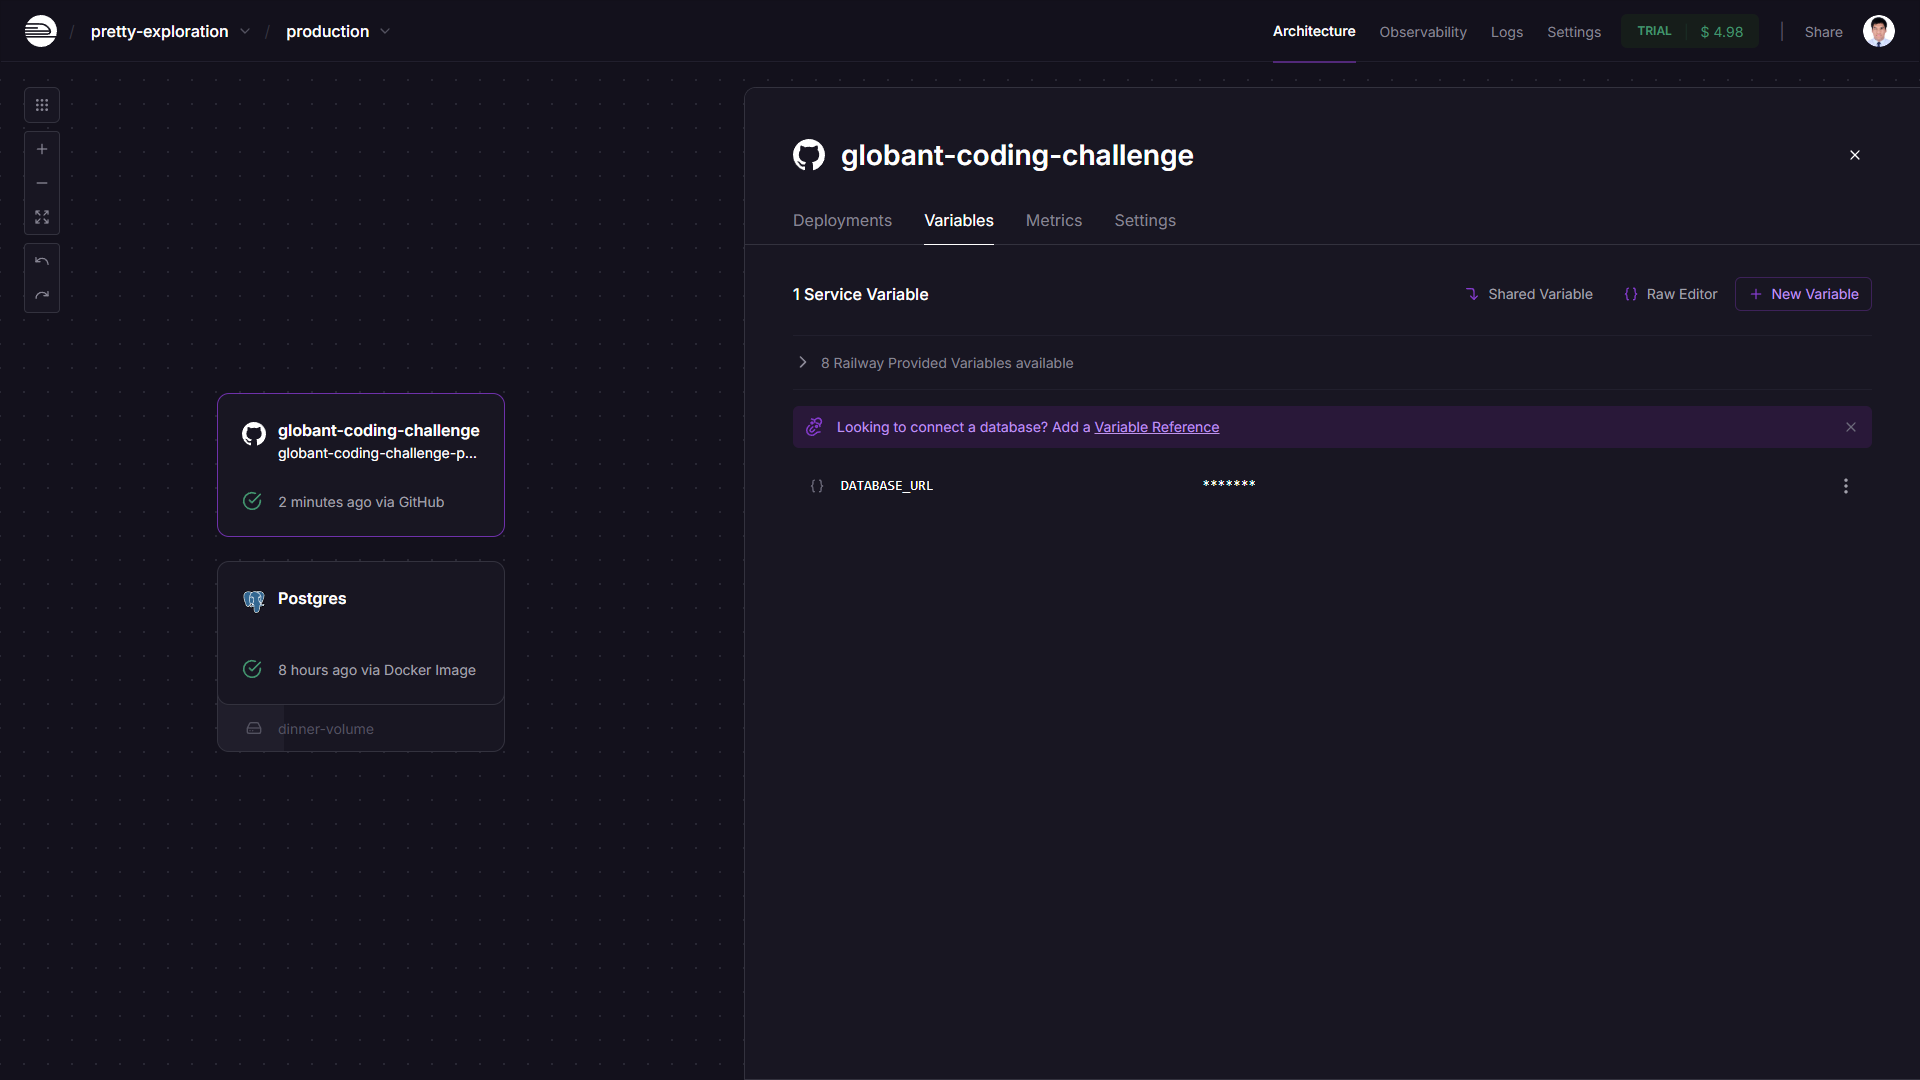 / pretty-exploration / production
Architecture Observability Logs Settings TRIAL $ 4.98 Share
globant-coding-challenge
Deployments Variables Metrics Settings
1 Service Variable Shared Variable {} Raw Editor + New Variable
8 Railway Provided Variables available
Looking to connect a database? Add a Variable Reference
{} DATABASE_URL *******
globant-coding-challenge
globant-coding-challenge-p...
2 minutes ago via GitHub
Postgres
8 hours ago via Docker Image
dinner-volume